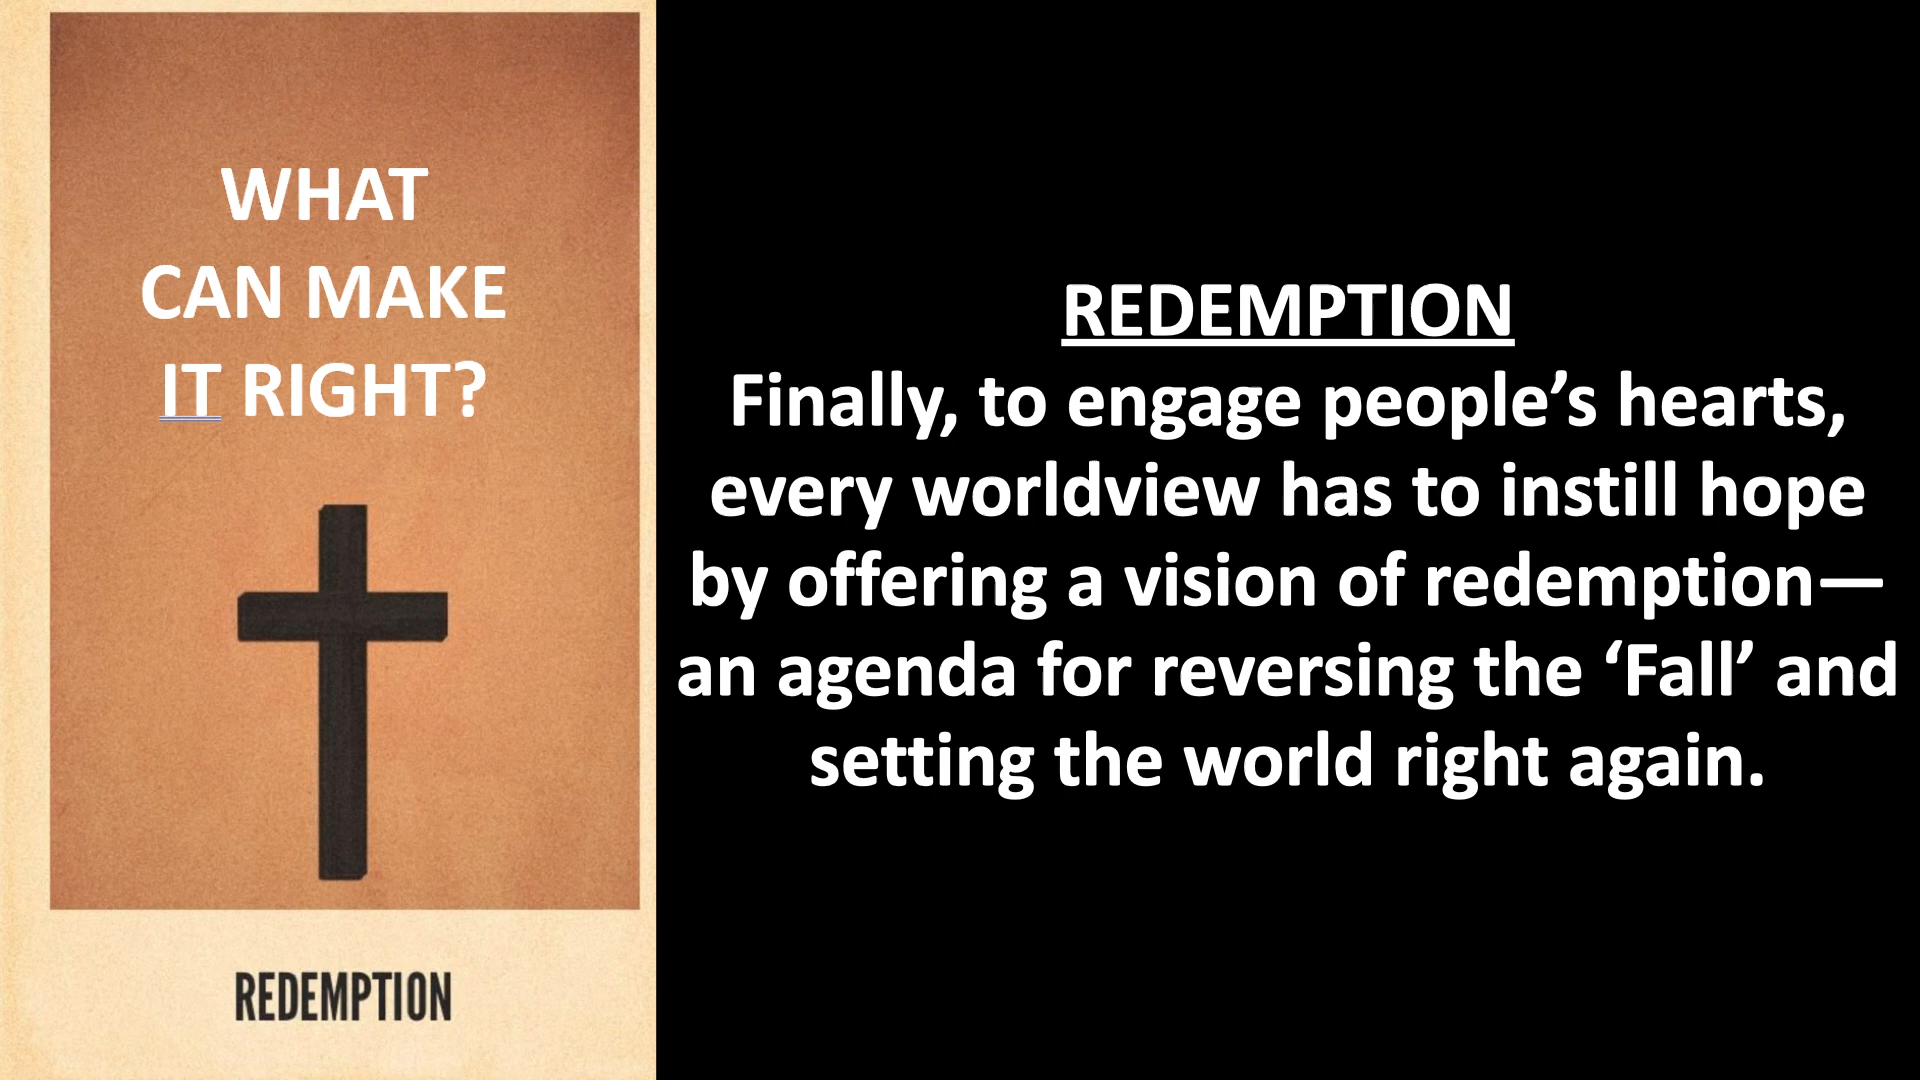 WHAT
CAN MAKE
IT RIGHT?
REDEMPTION
REDEMPTION
Finally, to engage people’s hearts,
every worldview has to instill hope
by offering a vision of redemption—
an agenda for reversing the ‘Fall’ and
setting the world right again.